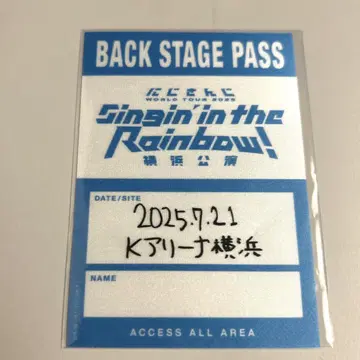 BACK STAGE PASS
にじさんじ
WORLD TOUR 2025
Singin' in the
Rainbow!
横浜公演
DATE/SITE
2025.7.21
Kアリーナ横浜
NAME
ACCESS ALL AREA